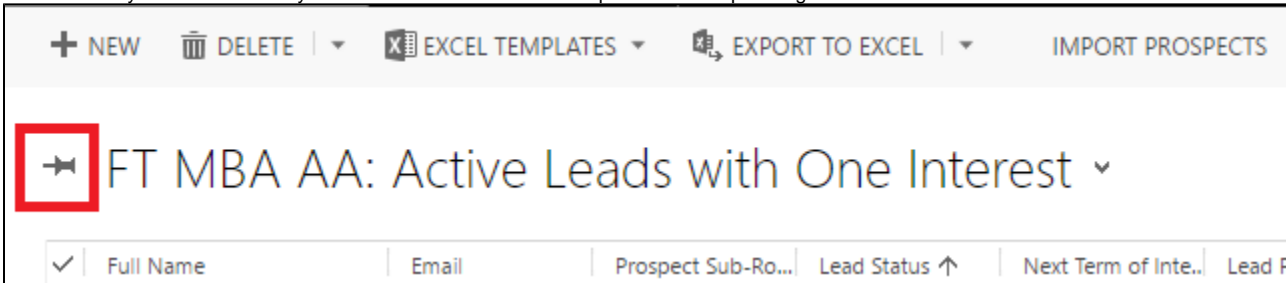 NEW DELETE EXCEL TEMPLATES EXPORT TO EXCEL IMPORT PROSPECTS
FT MBA AA: Active Leads with One Interest
Full Name Email Prospect Sub-Ro... Lead Status Next Term of Inte.. Lead